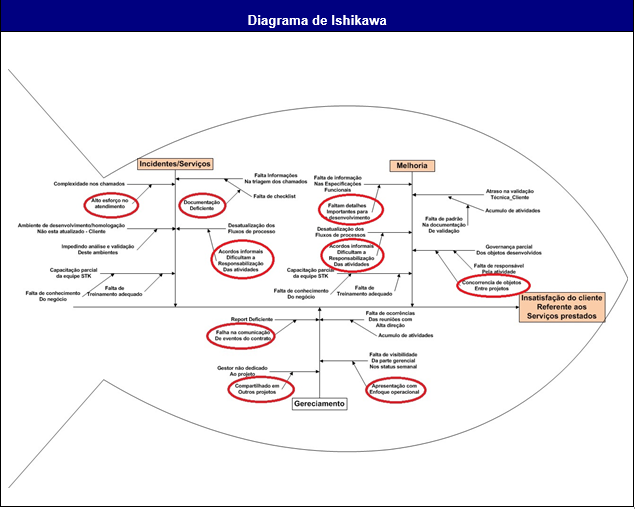 Diagrama de Ishikawa
Incidentes/Serviços
Complexidade nos chamados
Alto esforço no
atendimento
Ambiente de desenvolvimento/homologação
Não esta atualizado - Cliente
Impedindo análise e validação
Deste ambientes
Capacitação parcial
da equipe STK
Falta de conhecimento
Do negócio
Falta de
Treinamento adequado
Falta Informações
Na triagem dos chamados
Falta de checklist
Documentação
Deficiente
Desatualização dos
Fluxos de processo
Acordos informais
Dificultam a
Responsabilização
Das atividades
Melhoria
Falta de informação
Nas Especificações
Funcionais
Faltam detalhes
Importantes para
desenvolvimento
Desatualização dos
Fluxos de processos
Acordos informais
Dificultam a
Responsabilização
Das atividades
Capacitação parcial
da equipe STK
Falta de conhecimento
Do negócio
Falta de
Treinamento adequado
Atraso na validação
Técnica_Cliente
Acumulo de atividades
Falta de padrão
Na documentação
De validação
Governança parcial
Dos objetos desenvolvidos
Falta de responsável
Pela atividade
Concorrencia de objetos
Entre projetos
Insatisfação do cliente
Referente aos
Serviços prestados
Report Deficiente
Falha na comunicação
De eventos do contrato
Gestor não dedicado
Ao projeto
Compartilhado em
Outros projetos
Falta de ocorrências
Das reuniões com
Alta direção
Acumulo de atividades
Falta de visibilidade
Da parte gerencial
Nos status semanal
Apresentação com
Enfoque operacional
Gereciamento